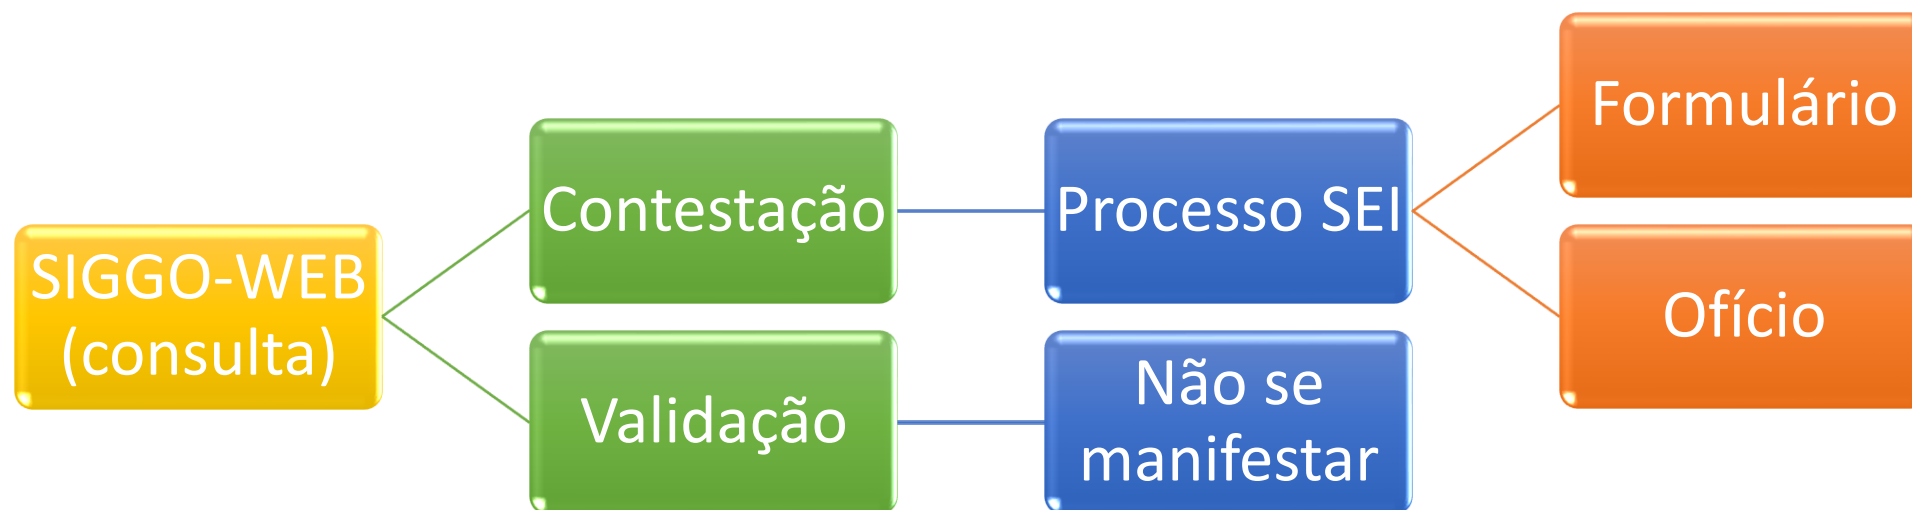 SIGGO-WEB
(consulta)
Contestação
Validação
Processo SEI
Não se
manifestar
Formulário
Ofício